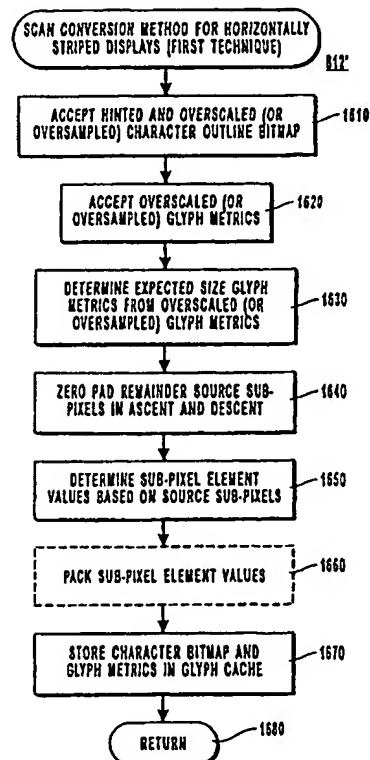 SCAN CONVERSION METHOD FOR HORIZONTALLY
STRIPED DISPLAYS (FIRST TECHNIQUE)
812'
ACCEPT HINTED AND OVERSCALED (OR
OVERSAMPLED) CHARACTER OUTLINE BITMAP
1610
ACCEPT OVERSCALED (OR
OVERSAMPLED) GLYPH METRICS
1620
DETERMINE EXPECTED SIZE GLYPH
METRICS FROM OVERSCALED (OR
OVERSAMPLED) GLYPH METRICS
1630
ZERO PAD REMAINDER SOURCE SUB-
PIXELS IN ASCENT AND DESCENT
1640
DETERMINE SUB-PIXEL ELEMENT
VALUES BASED ON SOURCE SUB-PIXELS
1650
PACK SUB-PIXEL ELEMENT VALUES
1660
STORE CHARACTER BITMAP AND
GLYPH METRICS IN GLYPH CACHE
1670
RETURN
1680